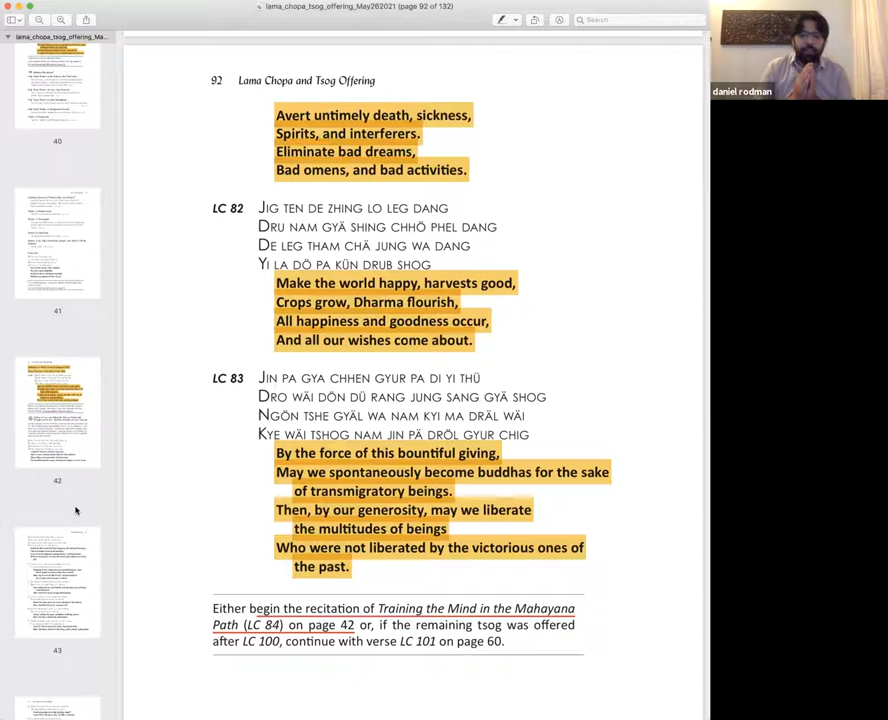 lama_chopa_tsog_offering_May262021 (page 92 of 132)
Search
lama_chopa_tsog_offering_Ma...
40
41
42
43
92 Lama Chopa and Tsog Offering
Avert untimely death, sickness,
Spirits, and interferers.
Eliminate bad dreams,
Bad omens, and bad activities.
LC 82 JIG TEN DE ZHING LO LEG DANG
DRU NAM GYÄ SHING CHHÖ PHEL DANG
DE LEG THAM CHÄ JUNG WA DANG
YI LA DÖ PA KÜN DRUB SHOG
Make the world happy, harvests good,
Crops grow, Dharma flourish,
All happiness and goodness occur,
And all our wishes come about.
LC 83 JIN PA GYA CHHEN GYUR PA DI YI THÜ
DRO WÄI DÖN DÜ RANG JUNG SANG GYÄ SHOG
NGÖN TSHE GYÄL WA NAM KYI MA DRÄL WÄI
KYE WÄI TSHOG NAM JIN PÄ DRÖL GYUR CHIG
By the force of this bountiful giving,
May we spontaneously become buddhas for the sake
of transmigratory beings.
Then, by our generosity, may we liberate
the multitudes of beings
Who were not liberated by the victorious ones of
the past.
Either begin the recitation of Training the Mind in the Mahayana
Path (LC 84) on page 42 or, if the remaining tsog was offered
after LC 100, continue with verse LC 101 on page 60.
daniel rodman